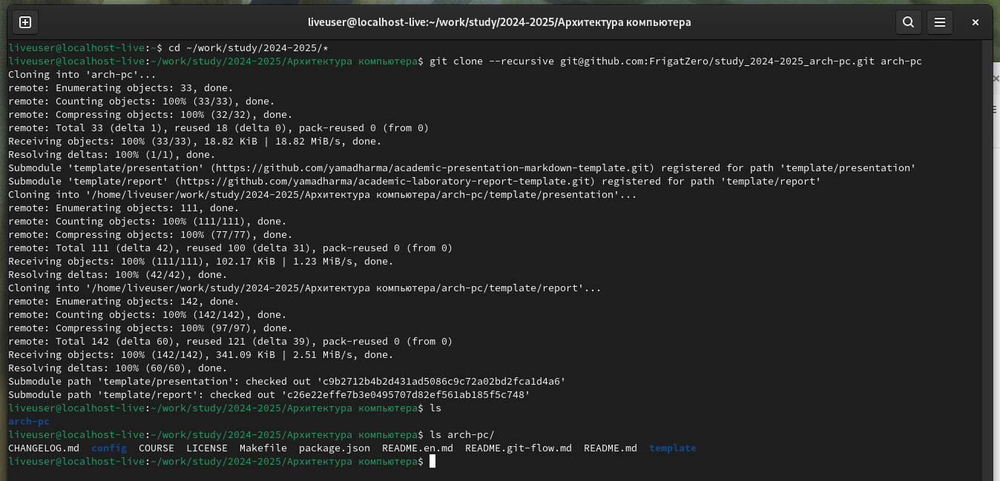 liveuser@localhost-live:~/work/study/2024-2025/Архитектура компьютера
liveuser@localhost-live:~$ cd ~/work/study/2024-2025/*
liveuser@localhost-live:~/work/study/2024-2025/Архитектура компьютера$ git clone --recursive git@github.com:FrigatZero/study_2024-2025_arch-pc.git arch-pc
Cloning into 'arch-pc'...
remote: Enumerating objects: 33, done.
remote: Counting objects: 100% (33/33), done.
remote: Compressing objects: 100% (32/32), done.
remote: Total 33 (delta 1), reused 18 (delta 0), pack-reused 0 (from 0)
Receiving objects: 100% (33/33), 18.82 KiB | 18.82 MiB/s, done.
Resolving deltas: 100% (1/1), done.
Submodule 'template/presentation' (https://github.com/yamadharma/academic-presentation-markdown-template.git) registered for path 'template/presentation'
Submodule 'template/report' (https://github.com/yamadharma/academic-laboratory-report-template.git) registered for path 'template/report'
Cloning into '/home/liveuser/work/study/2024-2025/Архитектура компьютера/arch-pc/template/presentation'...
remote: Enumerating objects: 111, done.
remote: Counting objects: 100% (111/111), done.
remote: Compressing objects: 100% (77/77), done.
remote: Total 111 (delta 42), reused 100 (delta 31), pack-reused 0 (from 0)
Receiving objects: 100% (111/111), 102.17 KiB | 1.23 MiB/s, done.
Resolving deltas: 100% (42/42), done.
Cloning into '/home/liveuser/work/study/2024-2025/Архитектура компьютера/arch-pc/template/report'...
remote: Enumerating objects: 142, done.
remote: Counting objects: 100% (142/142), done.
remote: Compressing objects: 100% (97/97), done.
remote: Total 142 (delta 60), reused 121 (delta 39), pack-reused 0 (from 0)
Receiving objects: 100% (142/142), 341.09 KiB | 2.51 MiB/s, done.
Resolving deltas: 100% (60/60), done.
Submodule path 'template/presentation': checked out 'c9b2712b4b2d431ad5086c9c72a02bd2fca1d4a6'
Submodule path 'template/report': checked out 'c26e22effe7b3e0495707d82ef561ab185f5c748'
liveuser@localhost-live:~/work/study/2024-2025/Архитектура компьютера$ ls
arch-pc
liveuser@localhost-live:~/work/study/2024-2025/Архитектура компьютера$ ls arch-pc/
CHANGELOG.md  config  COURSE  LICENSE  Makefile  package.json  README.en.md  README.git-flow.md  README.md  template
liveuser@localhost-live:~/work/study/2024-2025/Архитектура компьютера$